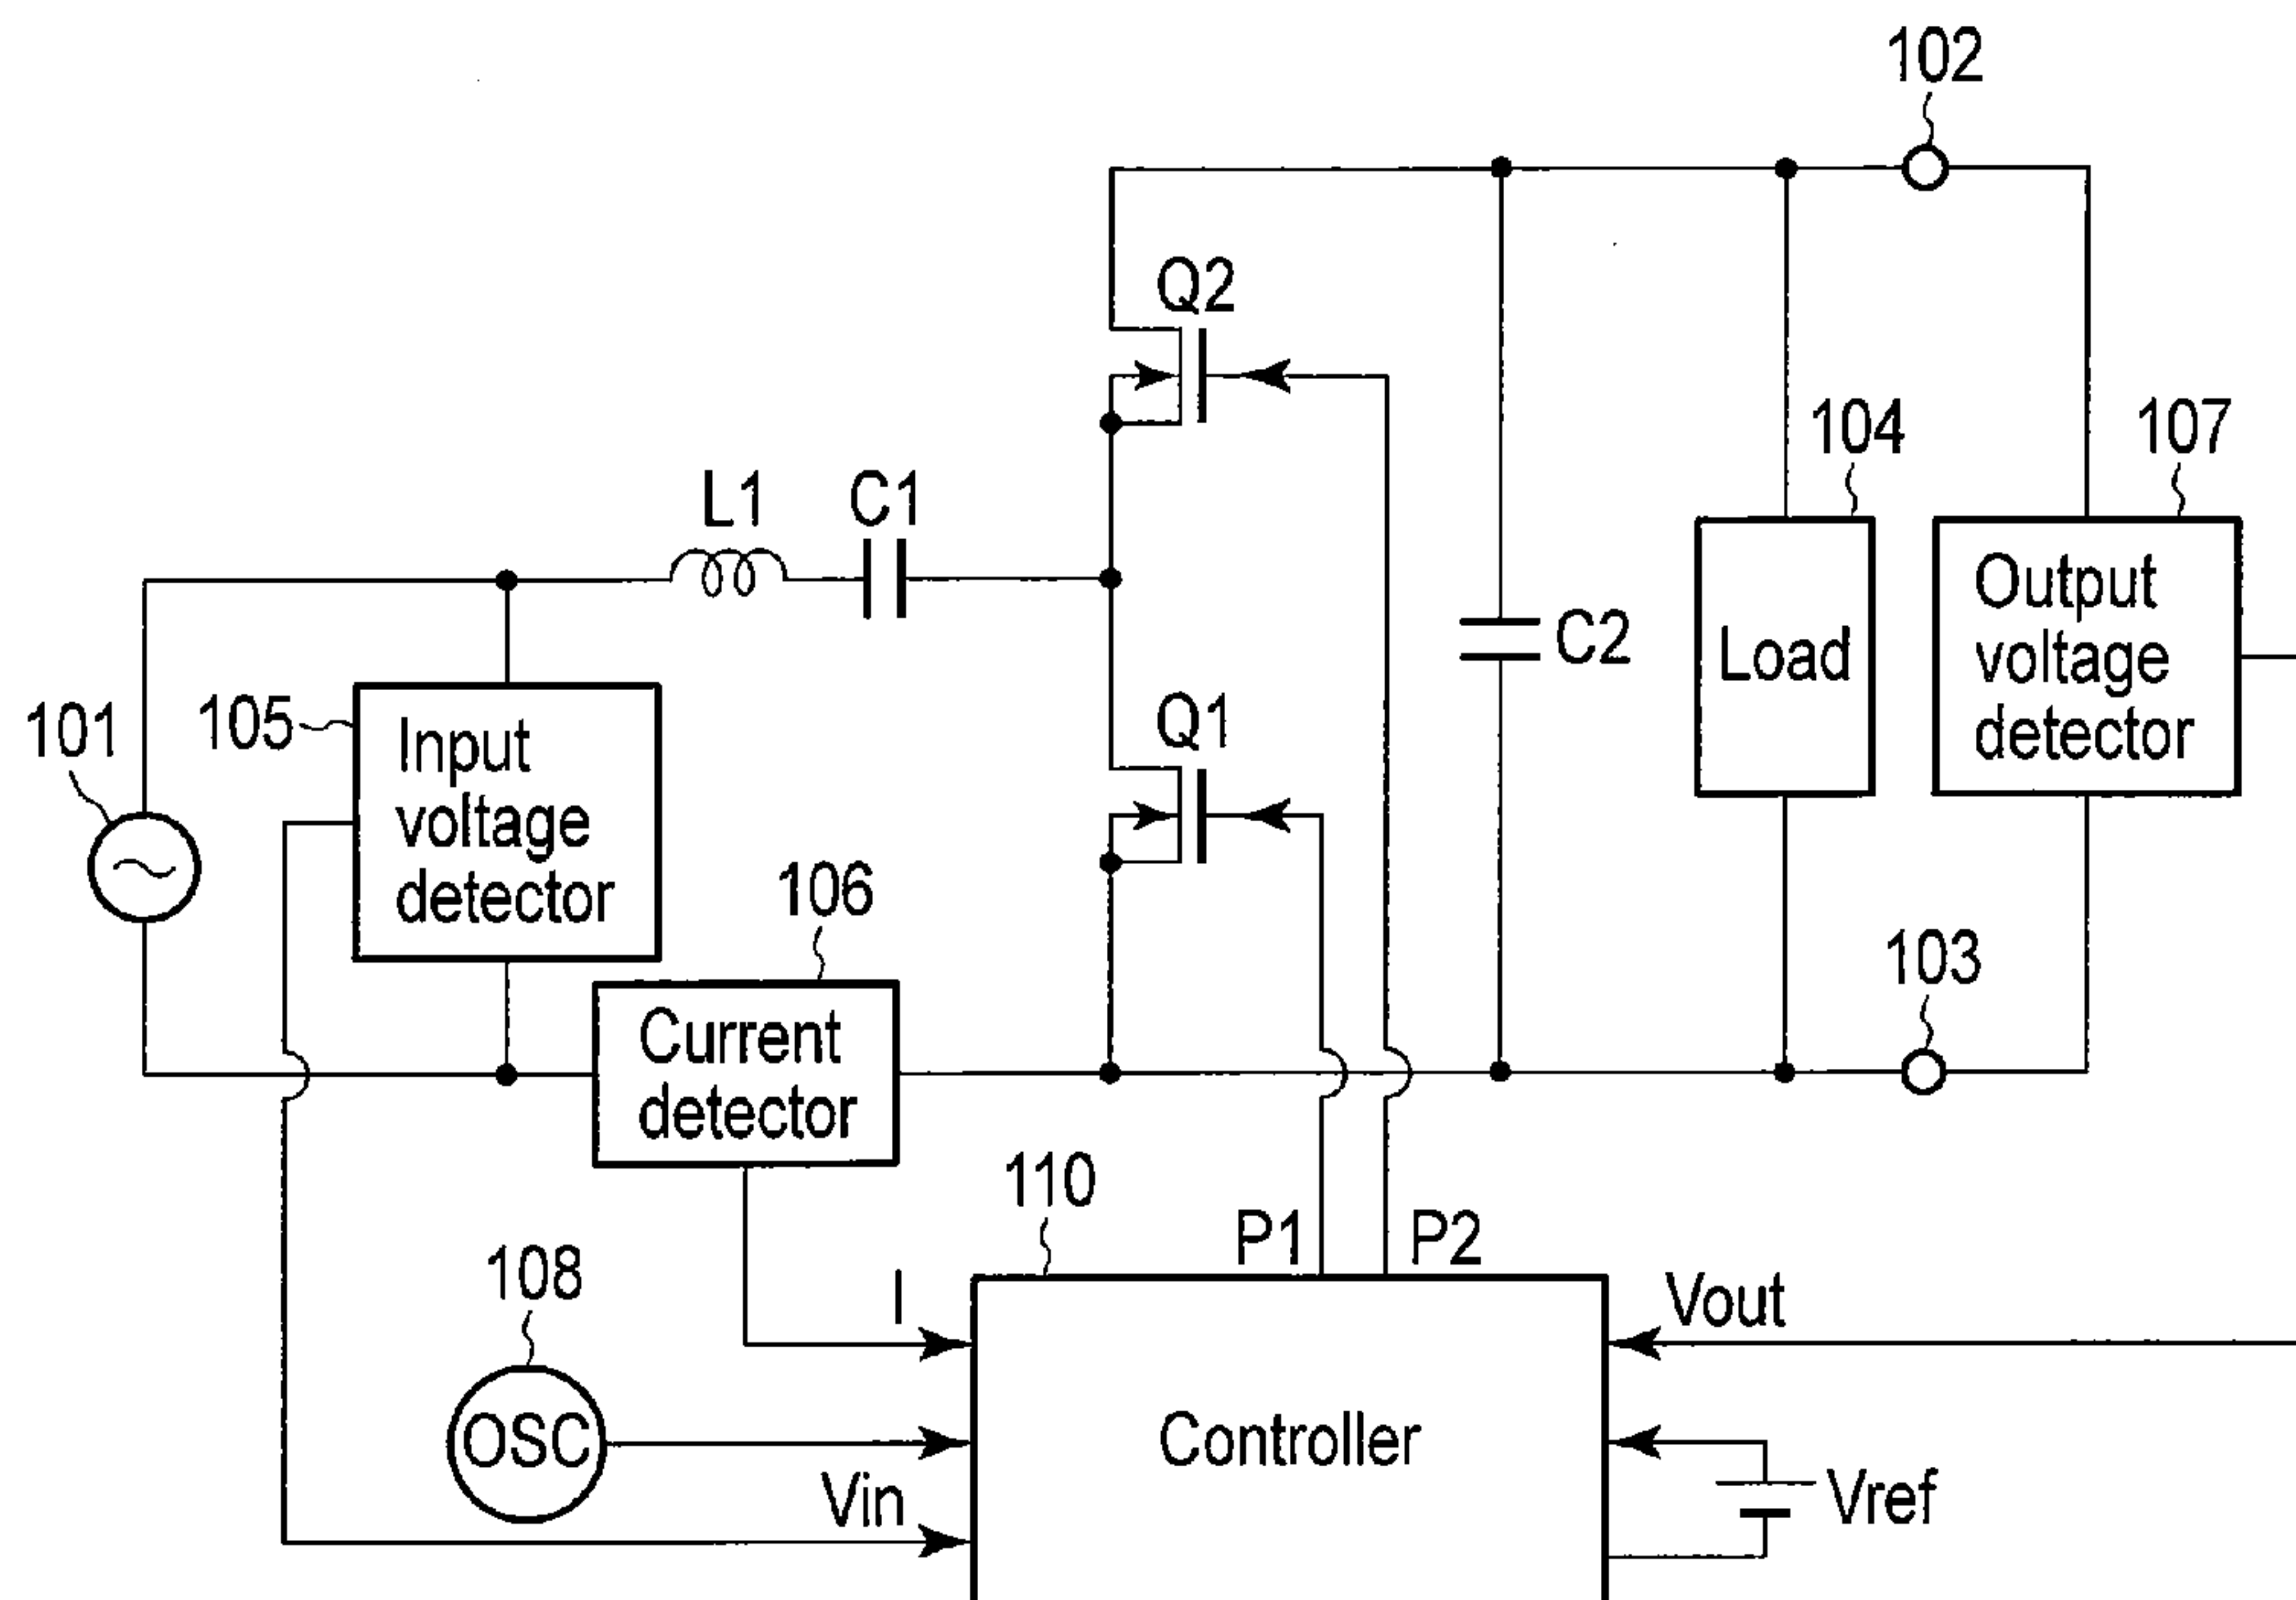 102
Q2
104
107
L1
C1
Output
voltage
detector
C2
Load
Q1
101
105
Input
voltage
detector
106
103
Current
detector
110
P1
P2
108
I
Vout
OSC
Controller
Vin
Vref